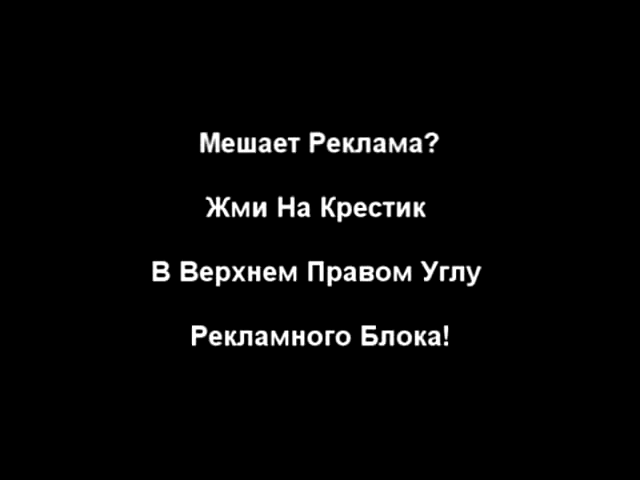 Мешает Реклама?
Жми На Крестик
В Верхнем Правом Углу
Рекламного Блока!